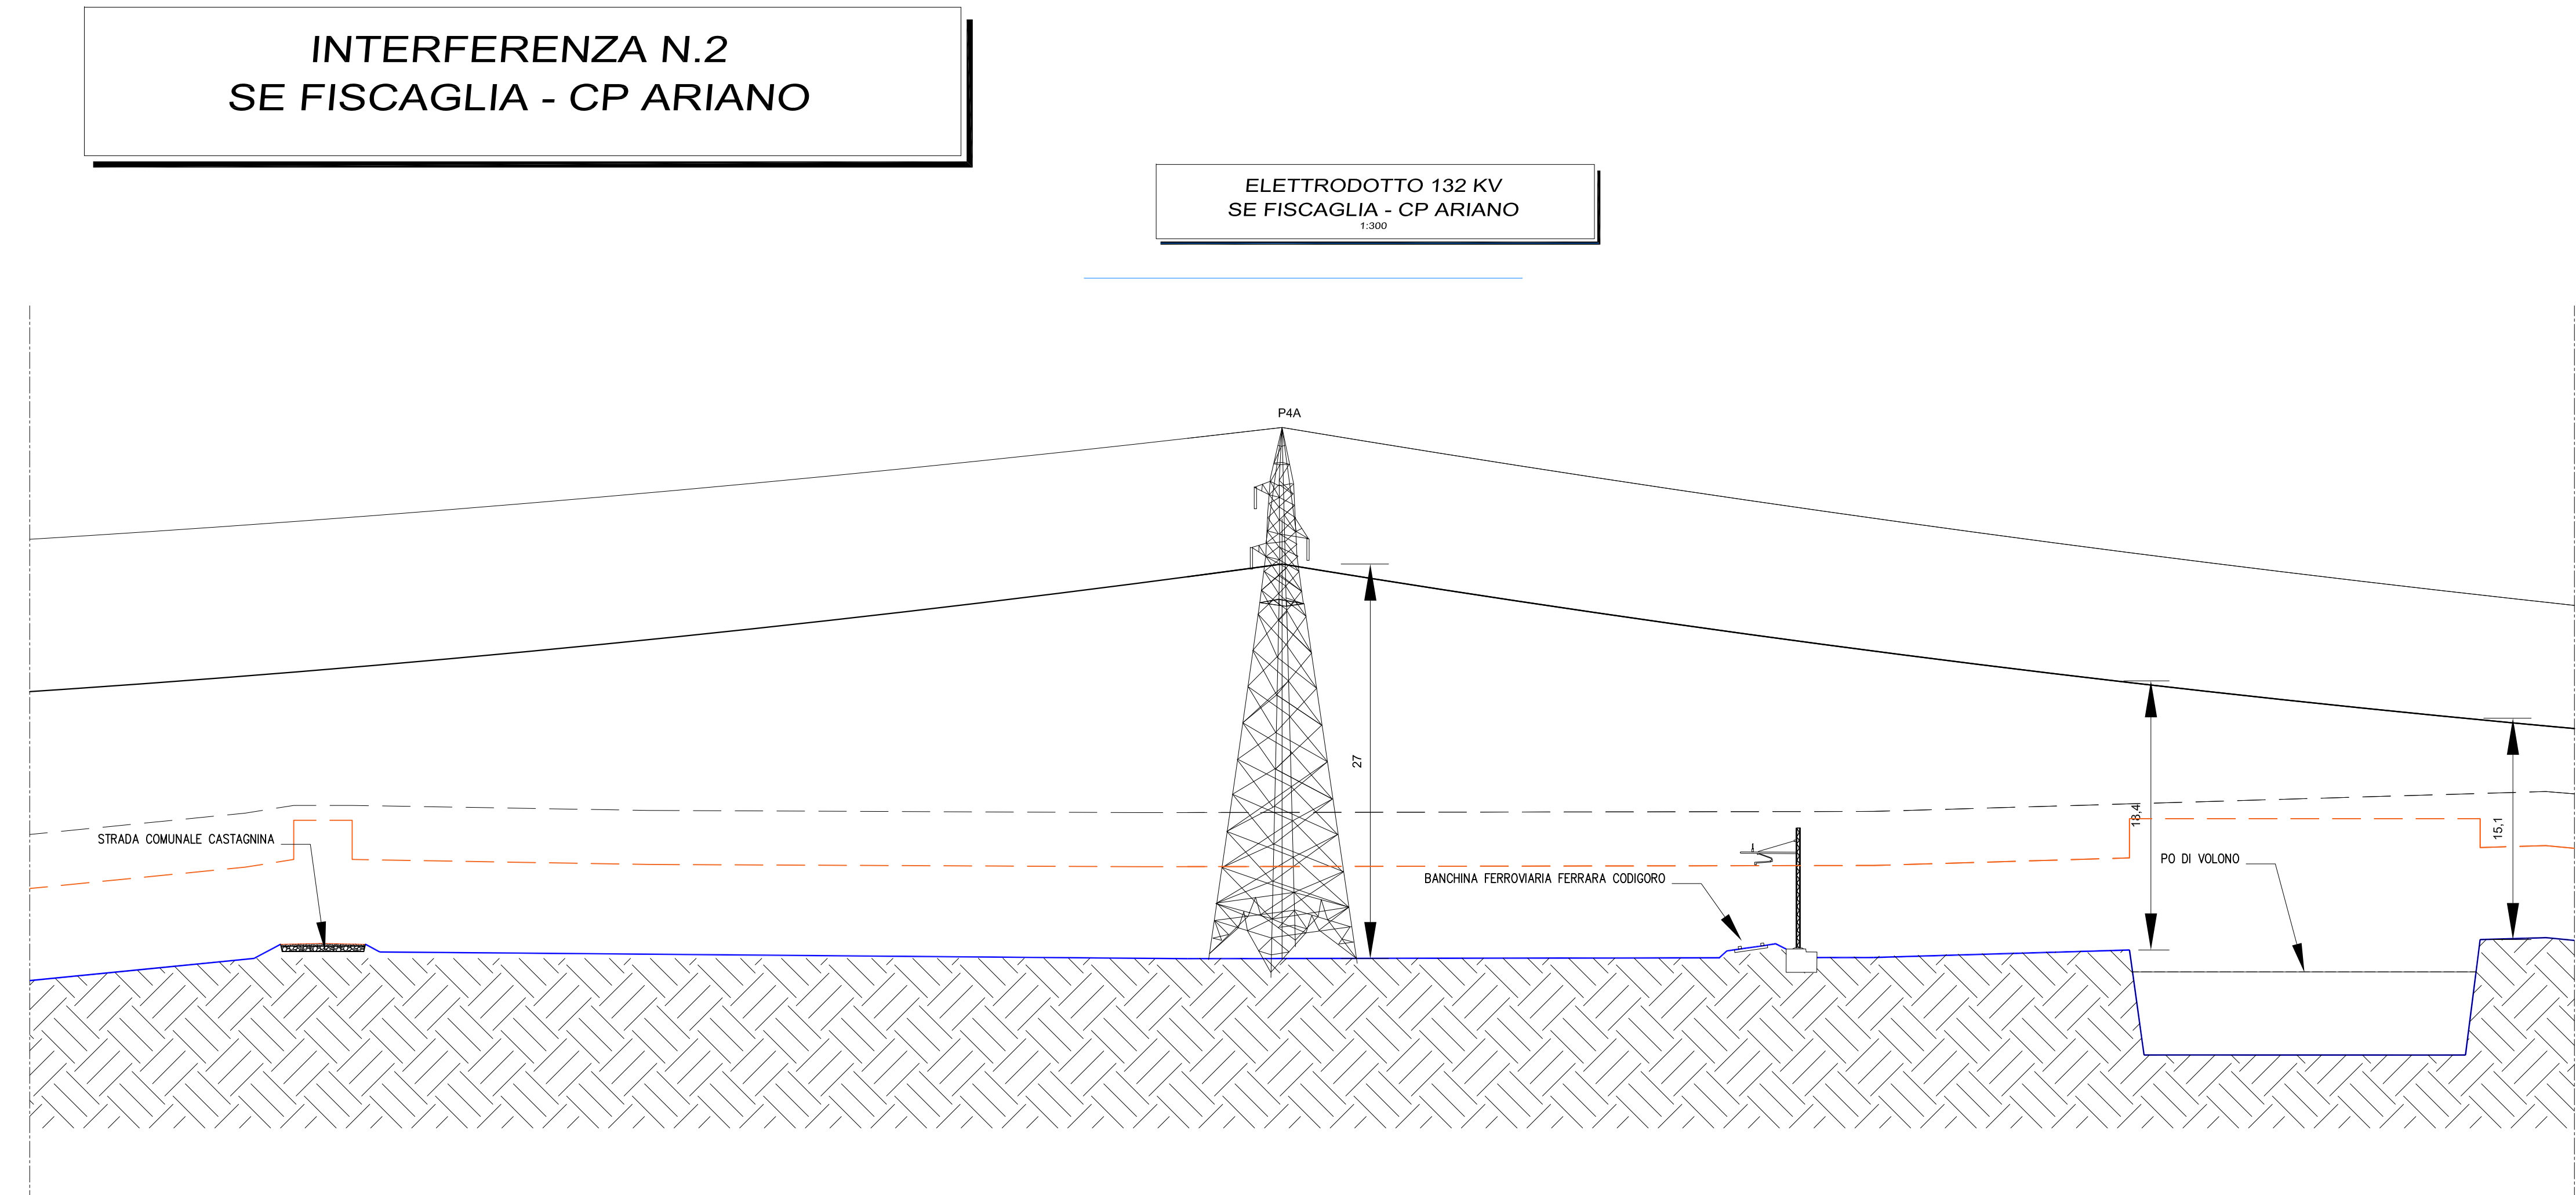 INTERFERENZA N.2
SE FISCAGLIA - CP ARIANO
ELETTRODOTTO 132 KV
SE FISCAGLIA - CP ARIANO
1:300
P4A
27
18,4
15,1
STRADA COMUNALE CASTAGNINA
BANCHINA FERROVIARIA FERRARA CODIGORO
PO DI VOLONO